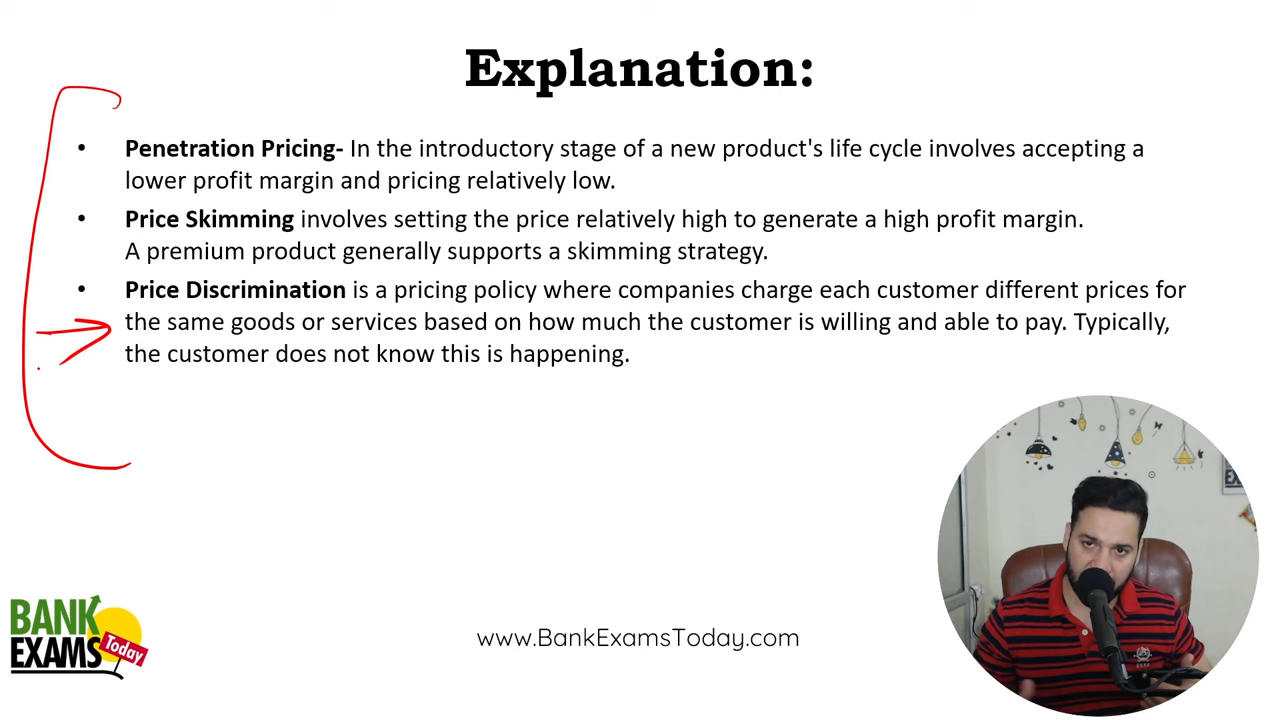 Explanation:
• Penetration Pricing- In the introductory stage of a new product's life cycle involves accepting a
lower profit margin and pricing relatively low.
• Price Skimming involves setting the price relatively high to generate a high profit margin.
A premium product generally supports a skimming strategy.
• Price Discrimination is a pricing policy where companies charge each customer different prices for
the same goods or services based on how much the customer is willing and able to pay. Typically,
the customer does not know this is happening.
BANK
EXAMS
Today
www.BankExamsToday.com